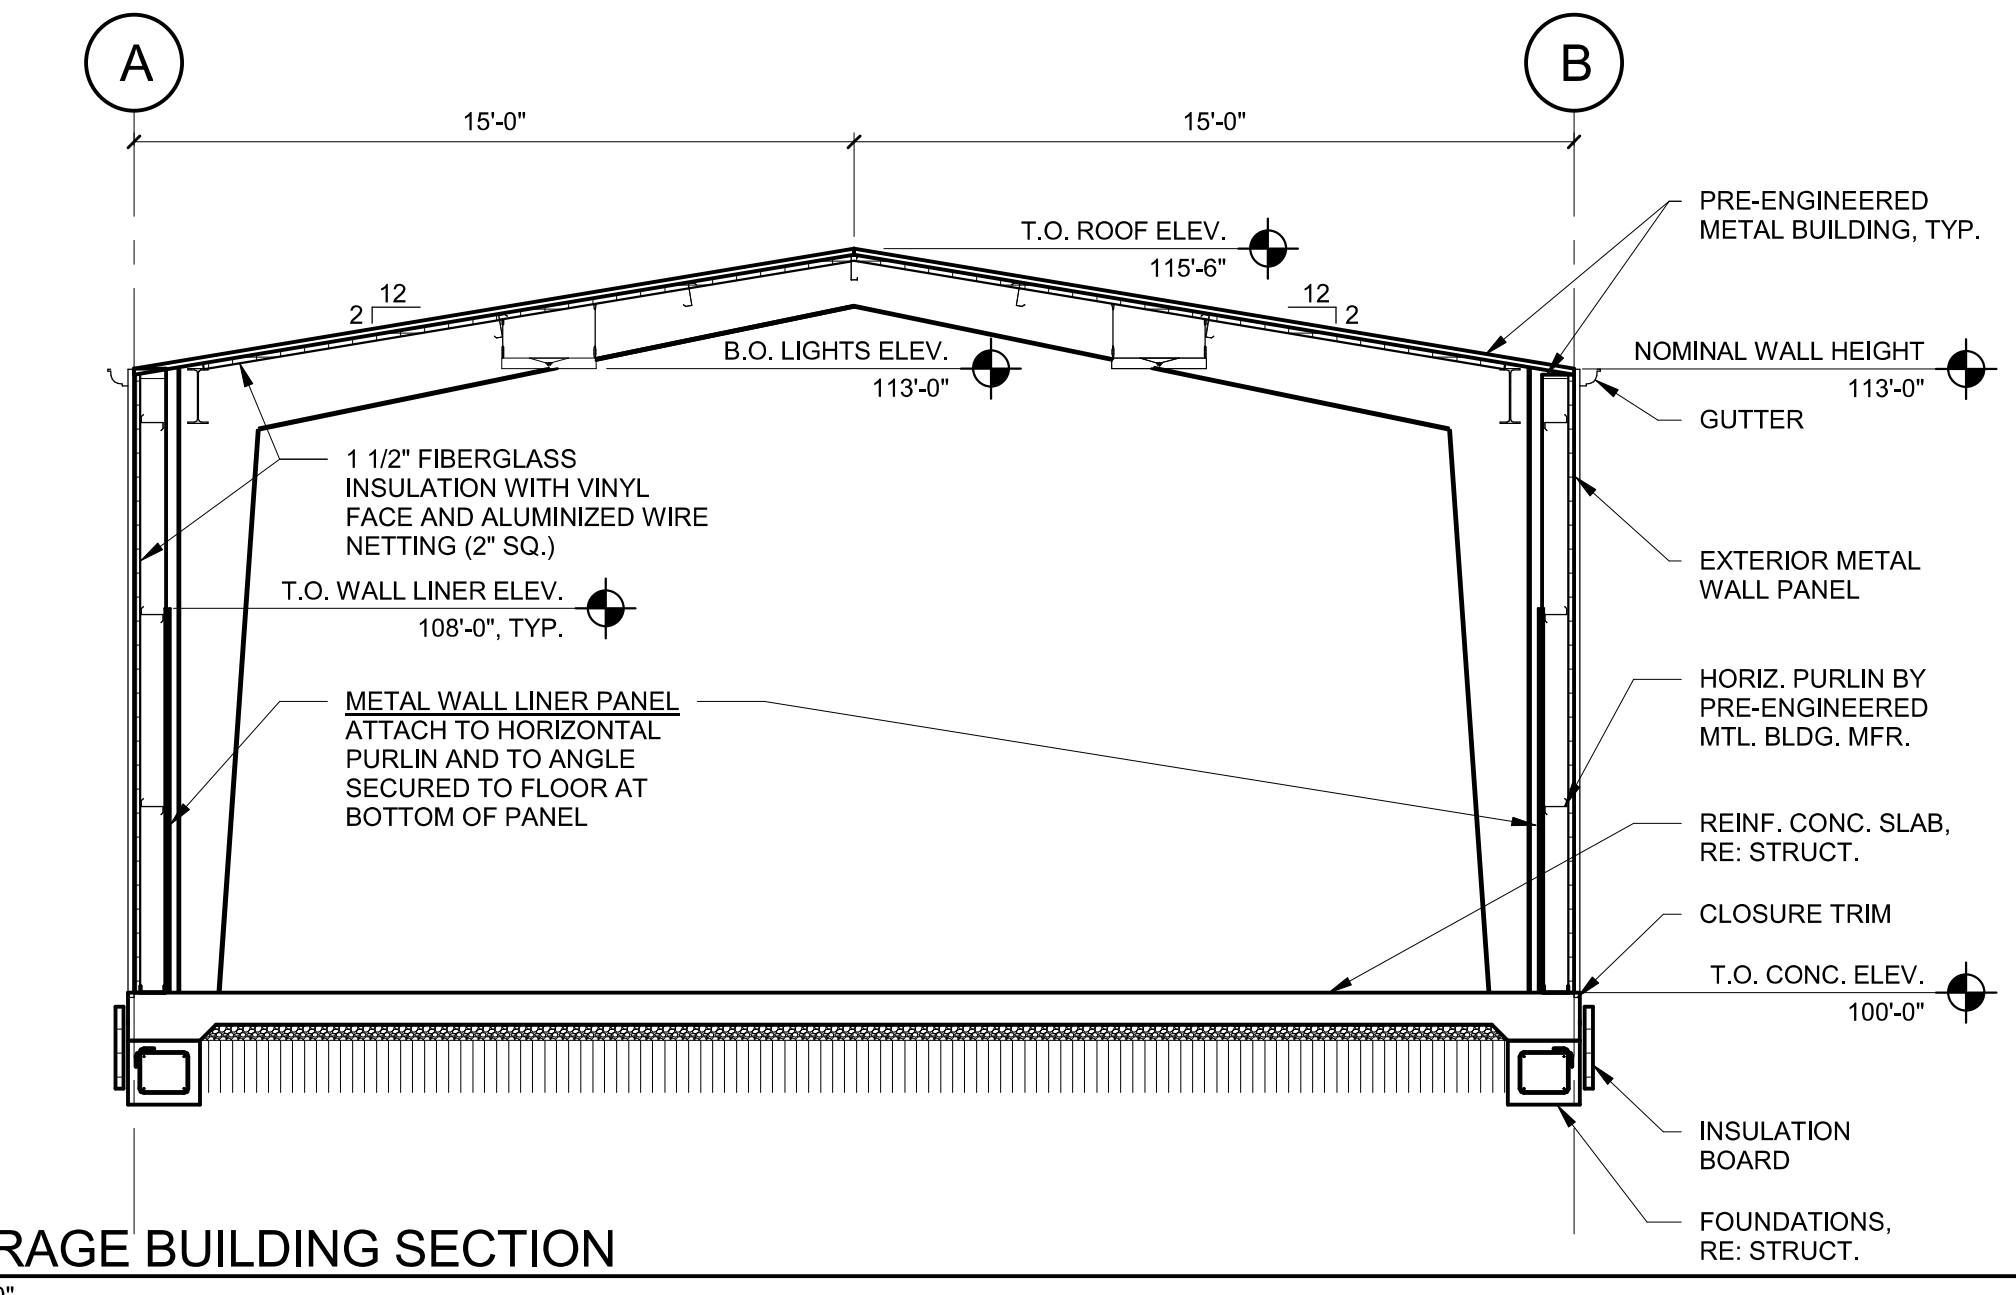 A
B
15'-0"
15'-0"
PRE-ENGINEERED
METAL BUILDING, TYP.
T.O. ROOF ELEV.
115'-6"
12
2
12
2
B.O. LIGHTS ELEV.
113'-0"
NOMINAL WALL HEIGHT
113'-0"
GUTTER
1 1/2" FIBERGLASS
INSULATION WITH VINYL
FACE AND ALUMINIZED WIRE
NETTING (2" SQ.)
EXTERIOR METAL
WALL PANEL
T.O. WALL LINER ELEV.
108'-0", TYP.
METAL WALL LINER PANEL
ATTACH TO HORIZONTAL
PURLIN AND TO ANGLE
SECURED TO FLOOR AT
BOTTOM OF PANEL
HORIZ. PURLIN BY
PRE-ENGINEERED
MTL. BLDG. MFR.
REINF. CONC. SLAB,
RE: STRUCT.
CLOSURE TRIM
T.O. CONC. ELEV.
100'-0"
INSULATION
BOARD
FOUNDATIONS,
RE: STRUCT.
RAGE BUILDING SECTION